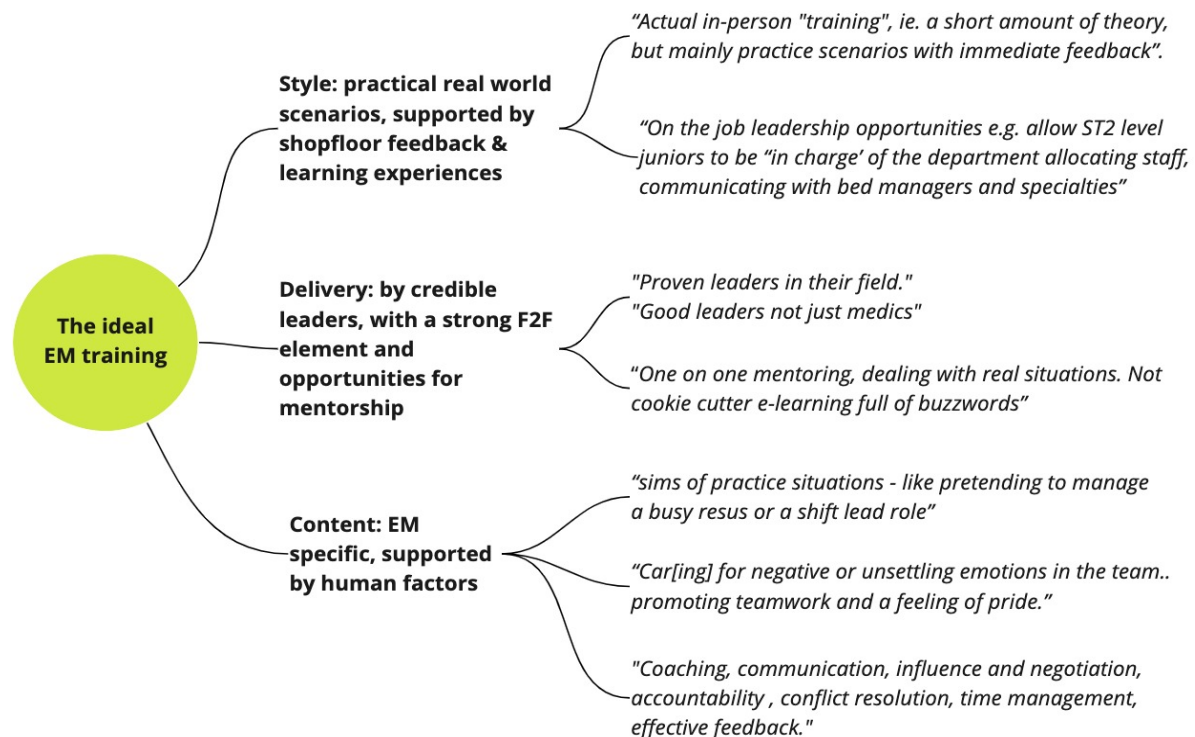 The ideal
EM training
Style: practical real world
scenarios, supported by
shopfloor feedback &
learning experiences
“Actual in-person "training", ie. a short amount of theory,
but mainly practice scenarios with immediate feedback”.
“On the job leadership opportunities e.g. allow ST2 level
juniors to be “in charge’ of the department allocating staff,
communicating with bed managers and specialties”
Delivery: by credible
leaders, with a strong F2F
element and
opportunities for
mentorship
"Proven leaders in their field."
"Good leaders not just medics"
“One on one mentoring, dealing with real situations. Not
cookie cutter e-learning full of buzzwords”
Content: EM
specific, supported
by human factors
“sims of practice situations - like pretending to manage
a busy resus or a shift lead role”
“Car[ing] for negative or unsettling emotions in the team..
promoting teamwork and a feeling of pride.”
"Coaching, communication, influence and negotiation,
accountability , conflict resolution, time management,
effective feedback."